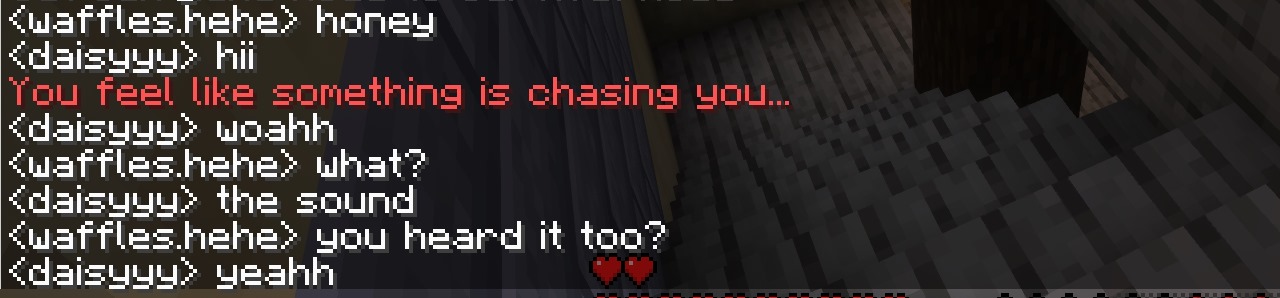 <waffles.hehe> honey
<daisyyy> hii
You feel like something is chasing you...
<daisyyy> woahh
<waffles.hehe> what?
<daisyyy> the sound
<waffles.hehe> you heard it too?
<daisyyy> yeahh